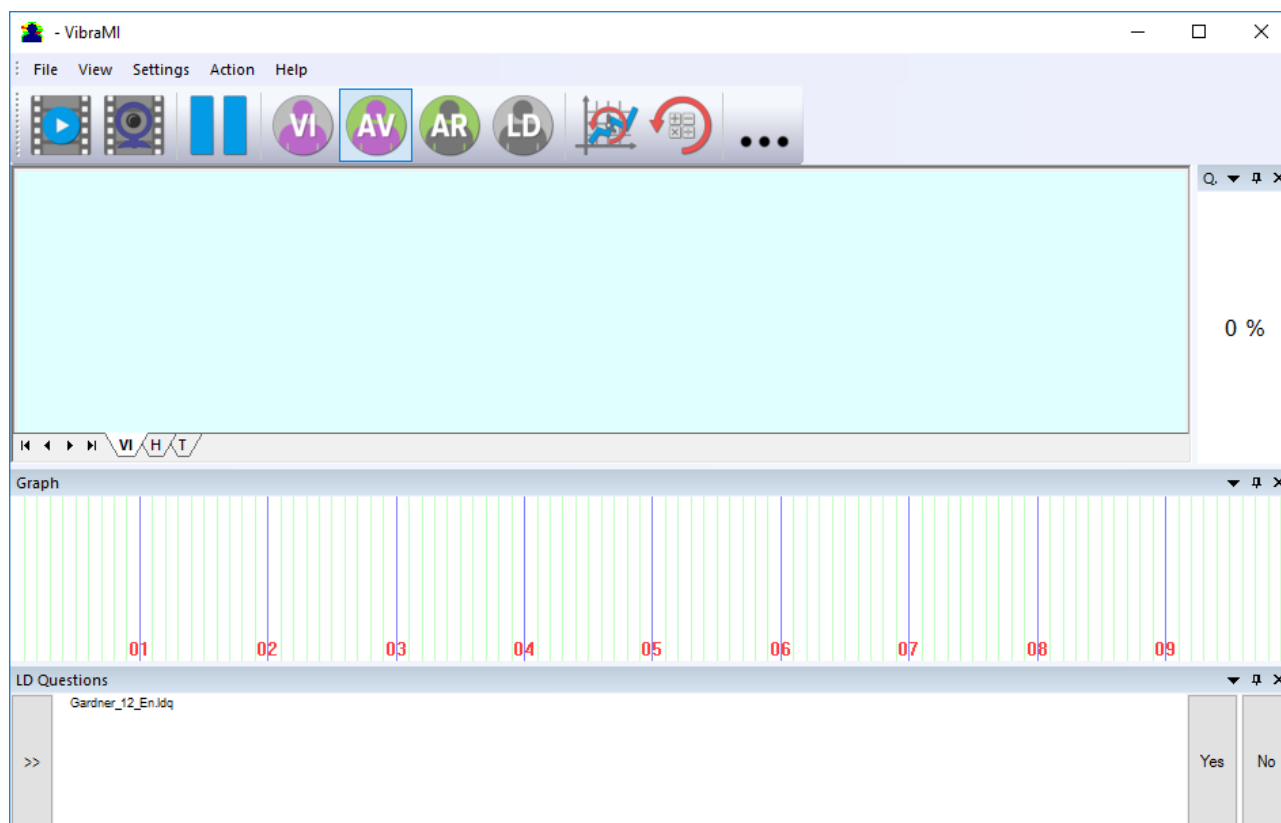 - VibraMI
File View Settings Action Help
VI AV AR LD
Q.
0 %
VI H T
Graph
01 02 03 04 05 06 07 08 09
LD Questions
Gardner_12_En.ldq
>> Yes No